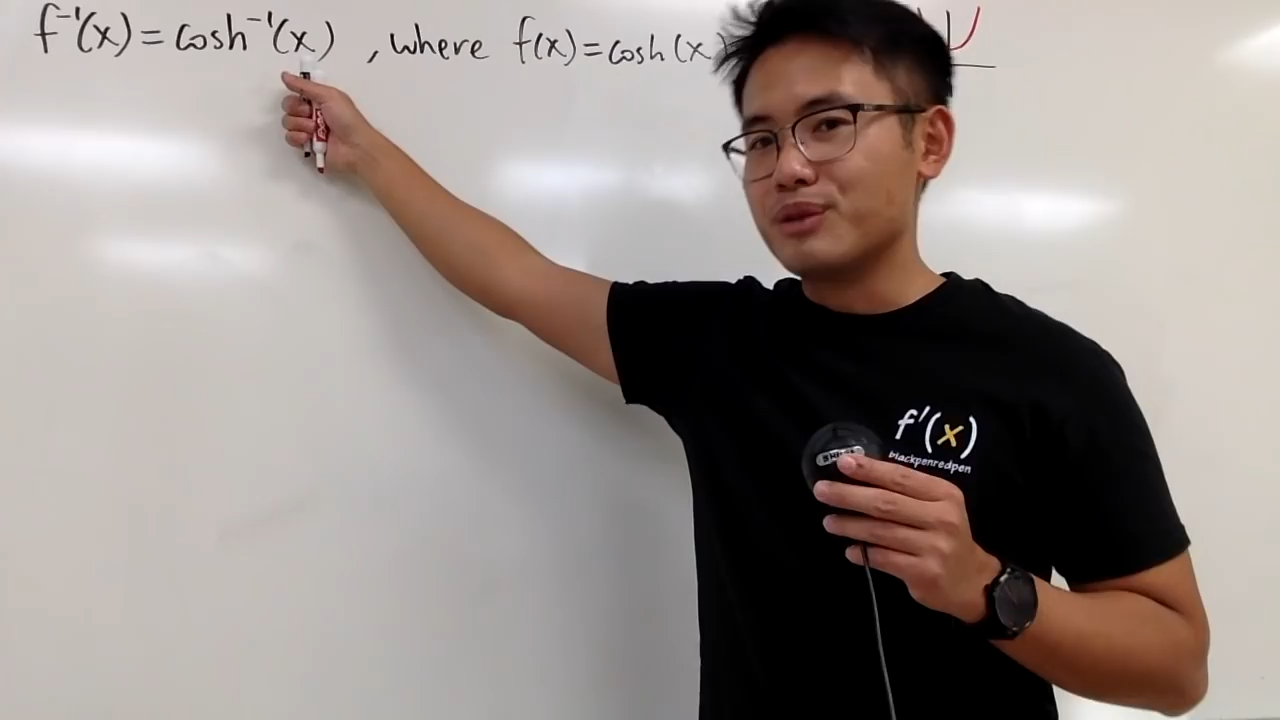 f⁻¹(x) = cosh⁻¹(x) , where f(x) = cosh(x)
f'(x)
blackpenredpen